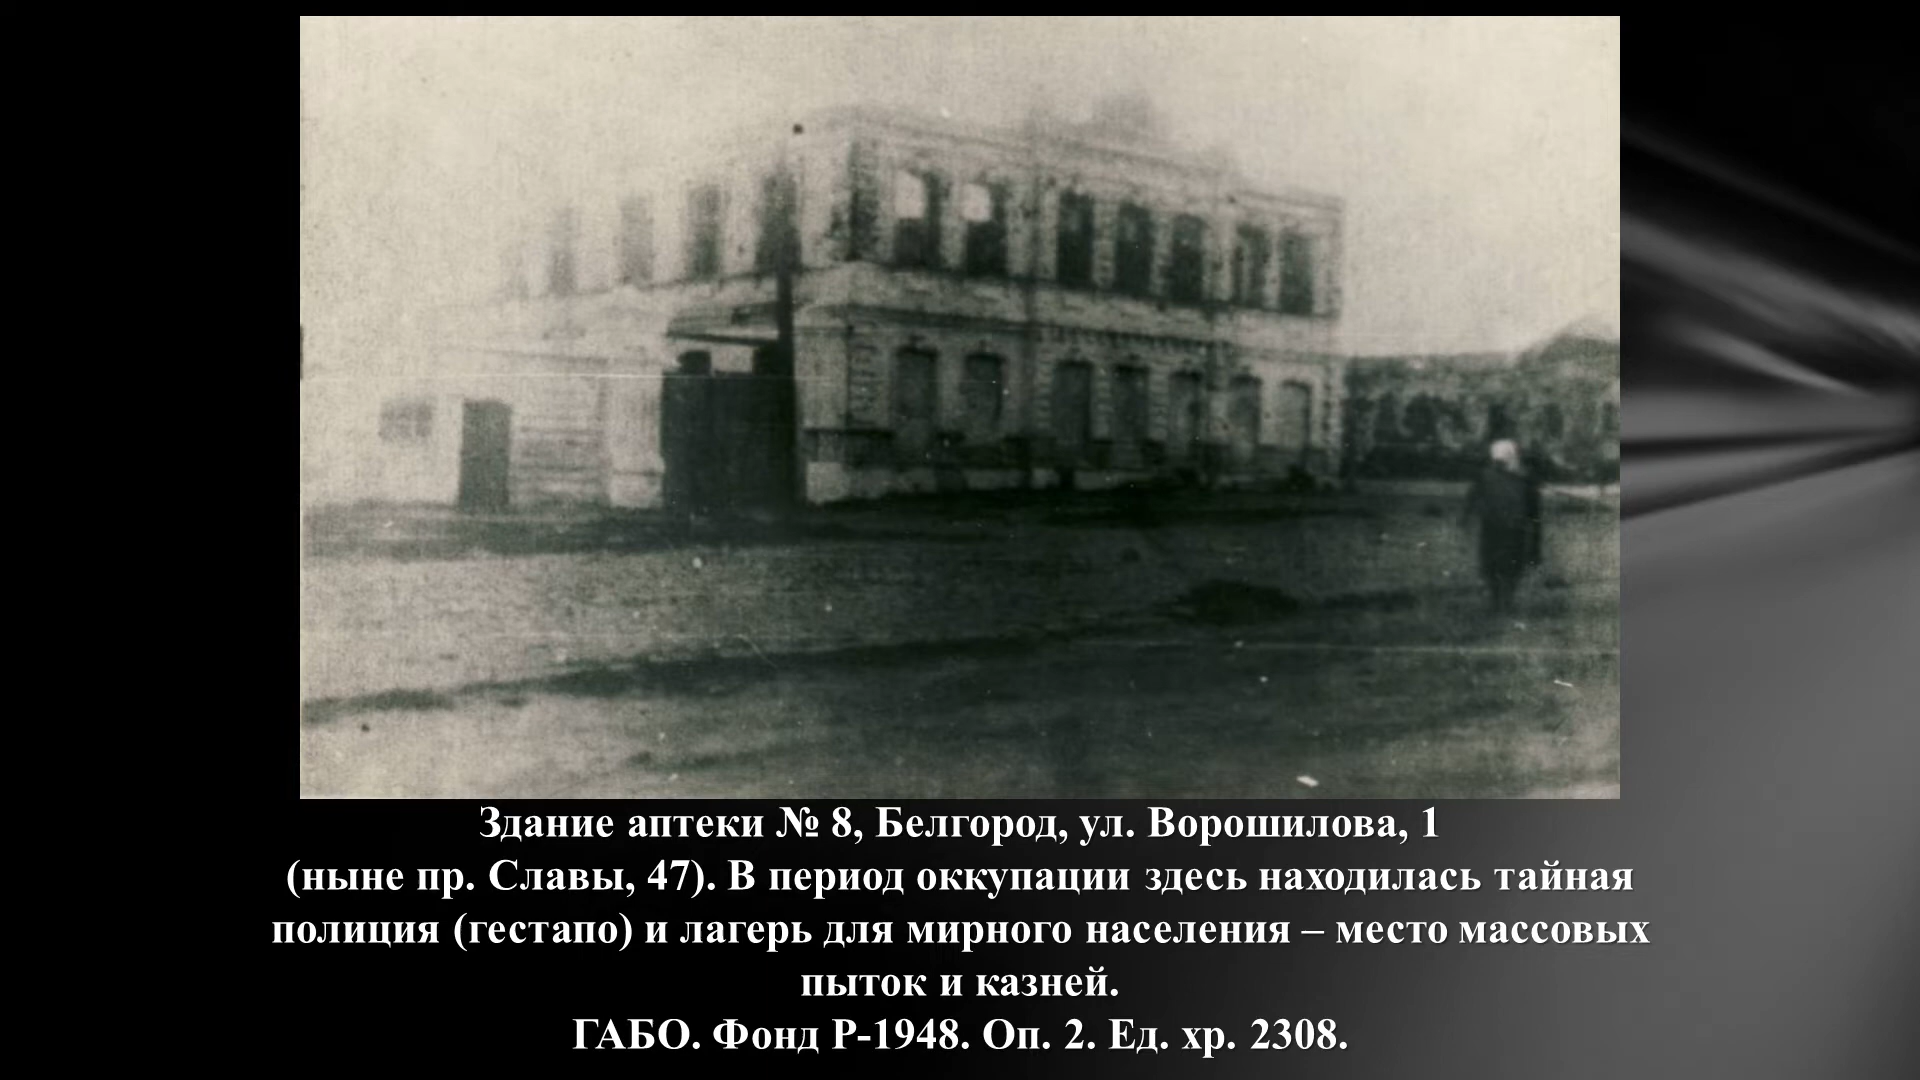 Здание аптеки № 8, Белгород, ул. Ворошилова, 1
(ныне пр. Славы, 47). В период оккупации здесь находилась тайная
полиция (гестапо) и лагерь для мирного населения – место массовых
пыток и казней.
ГАБО. Фонд Р-1948. Оп. 2. Ед. хр. 2308.